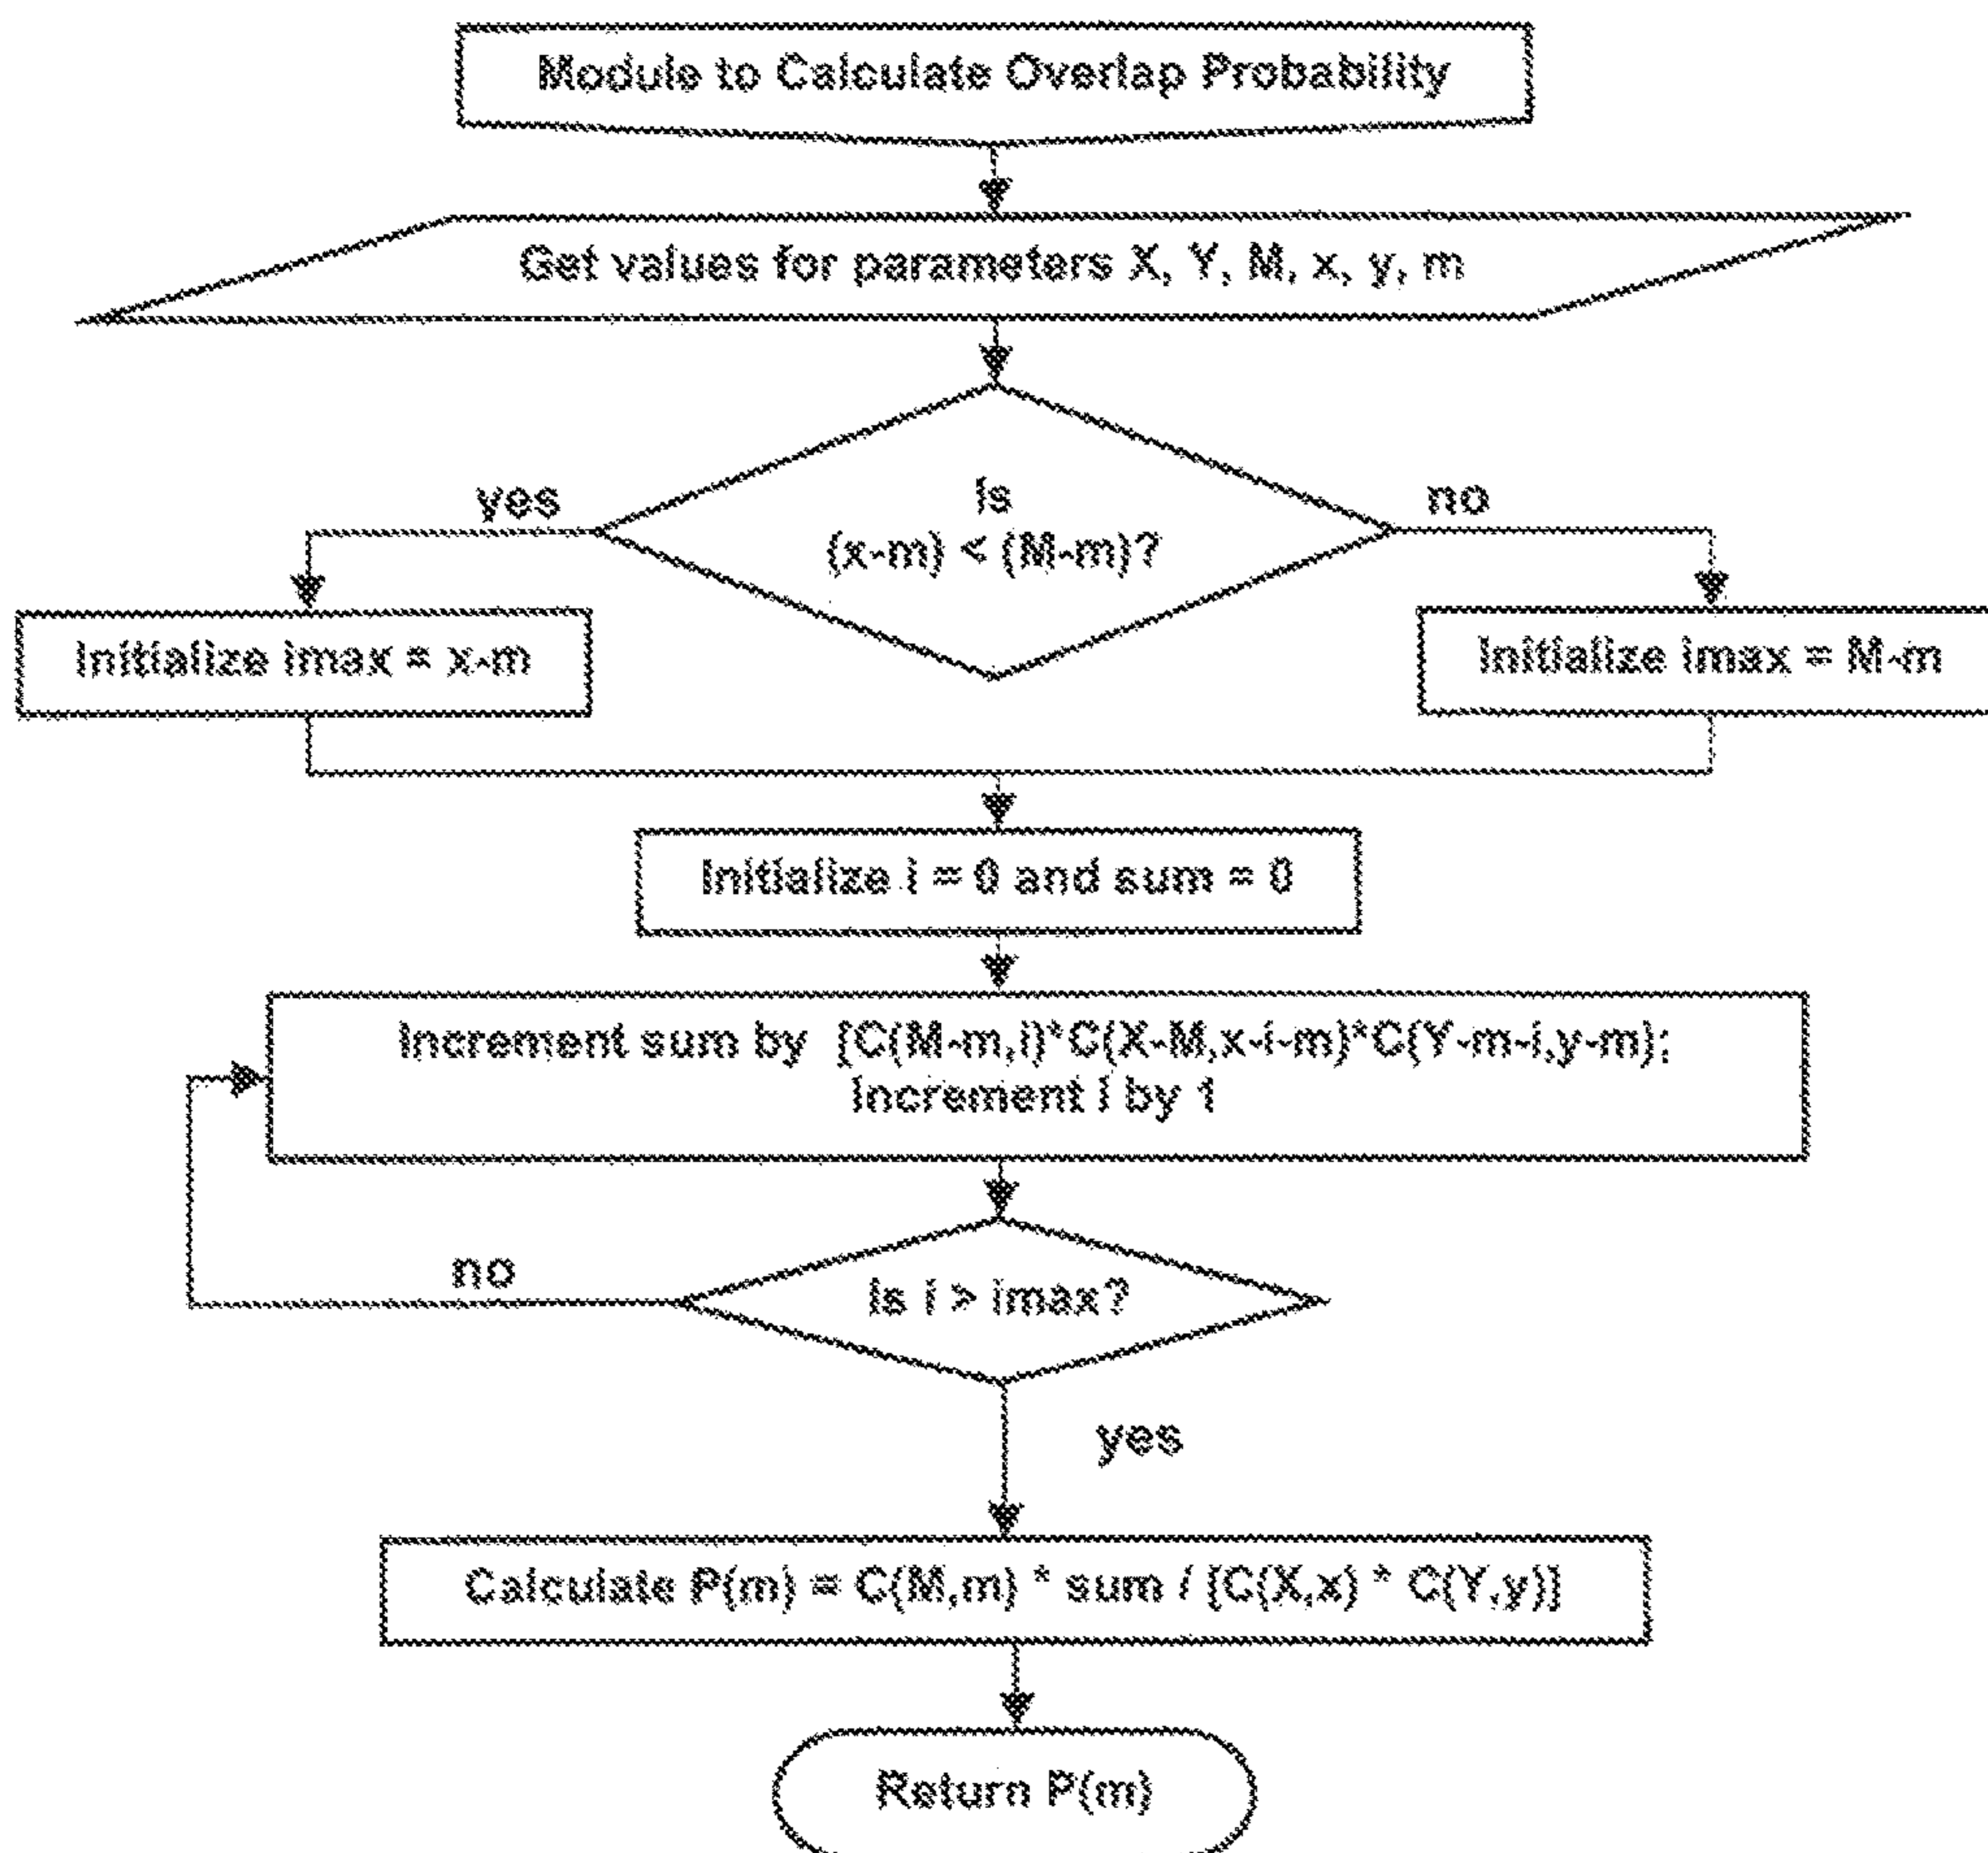 Module to Calculate Overlap Probability
Get values for parameters X, Y, M, x, y, m
yes
Is
(x-m) < (M-m)?
no
Initialize imax = x-m
Initialize imax = M-m
Initialize i = 0 and sum = 0
Increment sum by [C(M-m,i)*C(X-M,x-i-m)*C(Y-m-i,y-m);
Increment i by 1
no
Is i > imax?
yes
Calculate P(m) = C(M,m) * sum / [C(X,x) * C(Y,y)]
Return P(m)